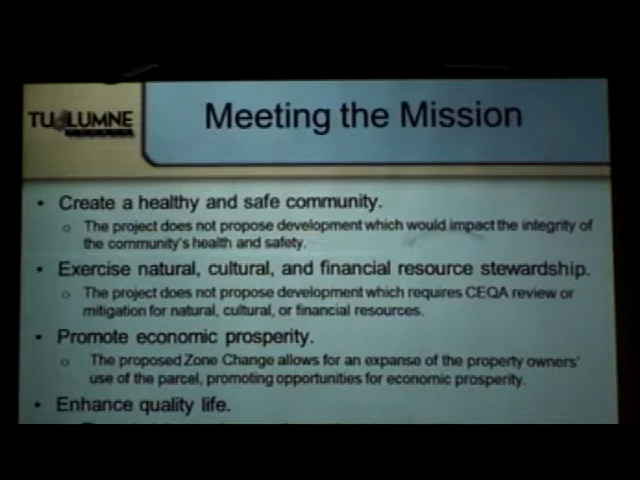 TUOLUMNE
Meeting the Mission
• Create a healthy and safe community.
o The project does not propose development which would impact the integrity of
the community's health and safety.
• Exercise natural, cultural, and financial resource stewardship.
o The project does not propose development which requires CEQA review or
mitigation for natural, cultural, or financial resources.
• Promote economic prosperity.
o The proposed Zone Change allows for an expanse of the property owners'
use of the parcel, promoting opportunities for economic prosperity.
• Enhance quality life.